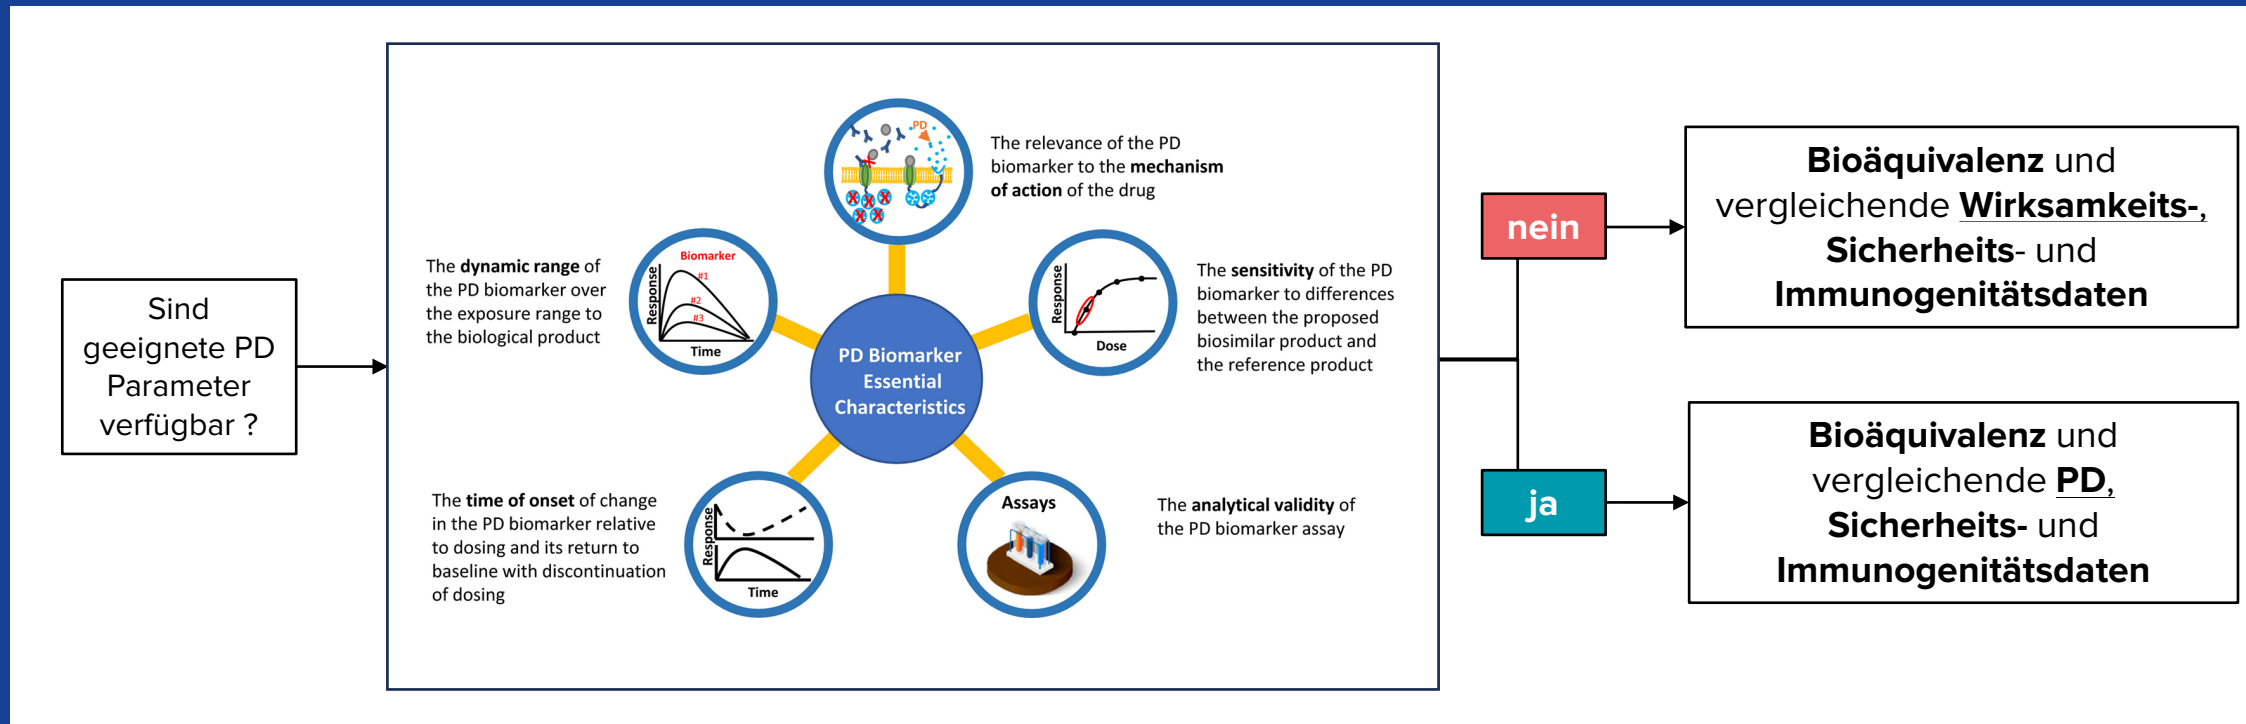 Sind
geeignete PD
Parameter
verfügbar ?
PD
The relevance of the PD
biomarker to the mechanism
of action of the drug
The dynamic range of
the PD biomarker over
the exposure range to
the biological product
Biomarker
Response
#1
#2
#3
Time
Response
Dose
The sensitivity of the PD
biomarker to differences
between the proposed
biosimilar product and
the reference product
PD Biomarker
Essential
Characteristics
The time of onset of change
in the PD biomarker relative
to dosing and its return to
baseline with discontinuation
of dosing
Response
Time
Assays
The analytical validity of
the PD biomarker assay
nein
Bioäquivalenz und
vergleichende Wirksamkeits-,
Sicherheits- und
Immunogenitätsdaten
ja
Bioäquivalenz und
vergleichende PD,
Sicherheits- und
Immunogenitätsdaten